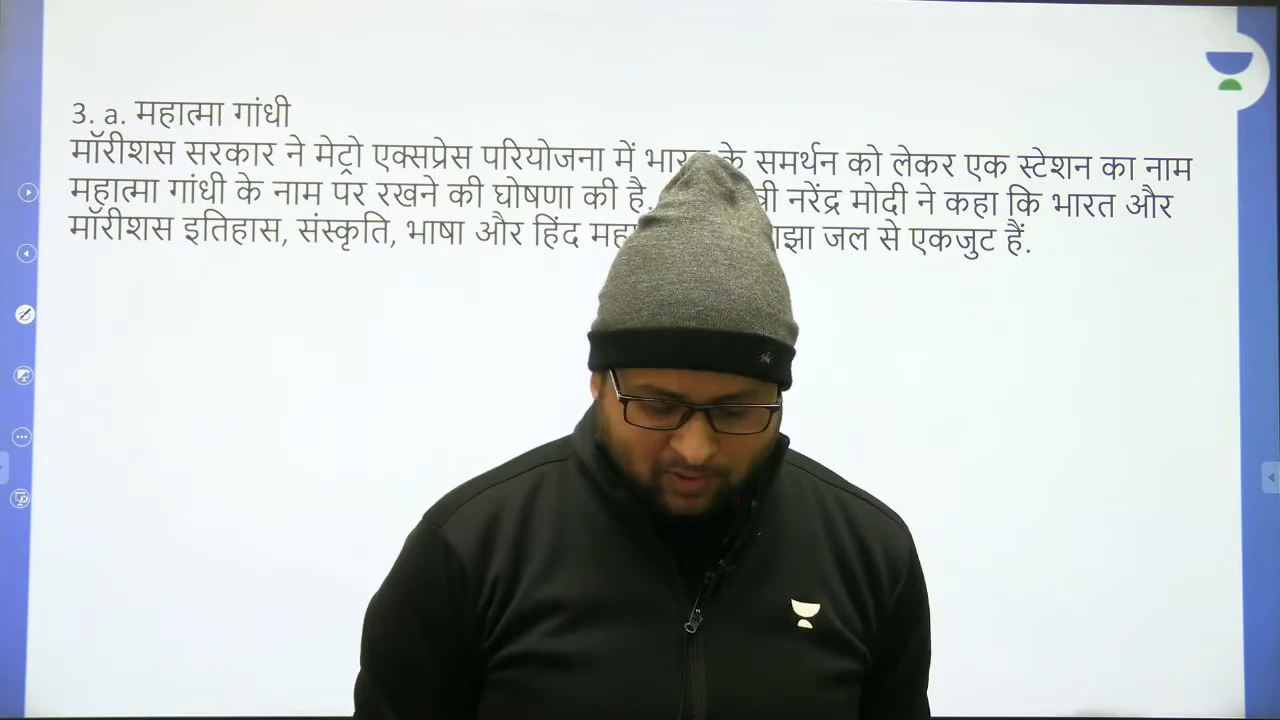 3. a. महात्मा गांधी
मॉरीशस सरकार ने मेट्रो एक्सप्रेस परियोजना में भारत के समर्थन को लेकर एक स्टेशन का नाम
महात्मा गांधी के नाम पर रखने की घोषणा की है. नरेंद्र मोदी ने कहा कि भारत और
मॉरीशस इतिहास, संस्कृति, भाषा और हिंद जल से एकजुट हैं.